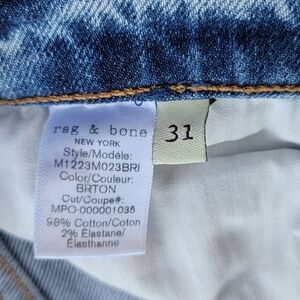 rag & bone
NEW YORK
Style/Modèle:
M1223M023BRI
Color/Couleur:
BRTON
Cut/Coupe#:
MPO-000001035
98% Cotton/Coton
2% Elastane/
Élasthanne
31